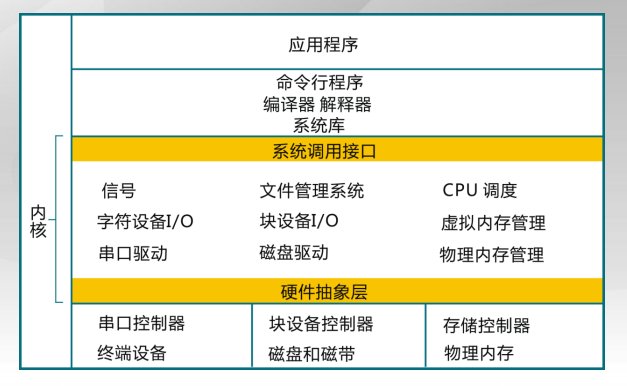 应用程序
命令行程序
编译器 解释器
系统库
系统调用接口
内核
信号 文件管理系统 CPU 调度
字符设备I/O 块设备I/O 虚拟内存管理
串口驱动 磁盘驱动 物理内存管理
硬件抽象层
串口控制器 块设备控制器 存储控制器
终端设备 磁盘和磁带 物理内存